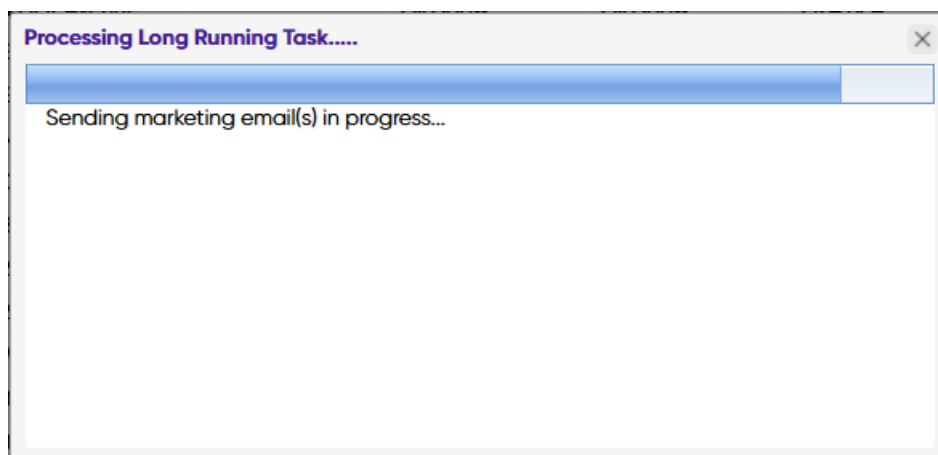 Processing Long Running Task.....
Sending marketing email(s) in progress...